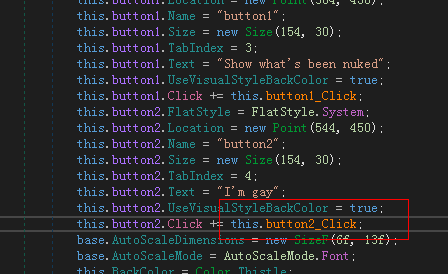 this.button1.Location = new Point(384, 450);
this.button1.Name = "button1";
this.button1.Size = new Size(154, 30);
this.button1.TabIndex = 3;
this.button1.Text = "Show what's been nuked";
this.button1.UseVisualStyleBackColor = true;
this.button1.Click += this.button1_Click;
this.button2.FlatStyle = FlatStyle.System;
this.button2.Location = new Point(544, 450);
this.button2.Name = "button2";
this.button2.Size = new Size(154, 30);
this.button2.TabIndex = 4;
this.button2.Text = "I'm gay";
this.button2.UseVisualStyleBackColor = true;
this.button2.Click += this.button2_Click;
base.AutoScaleDimensions = new SizeF(6f, 13f);
base.AutoScaleMode = AutoScaleMode.Font;
this.BackColor = Color.Thistle;